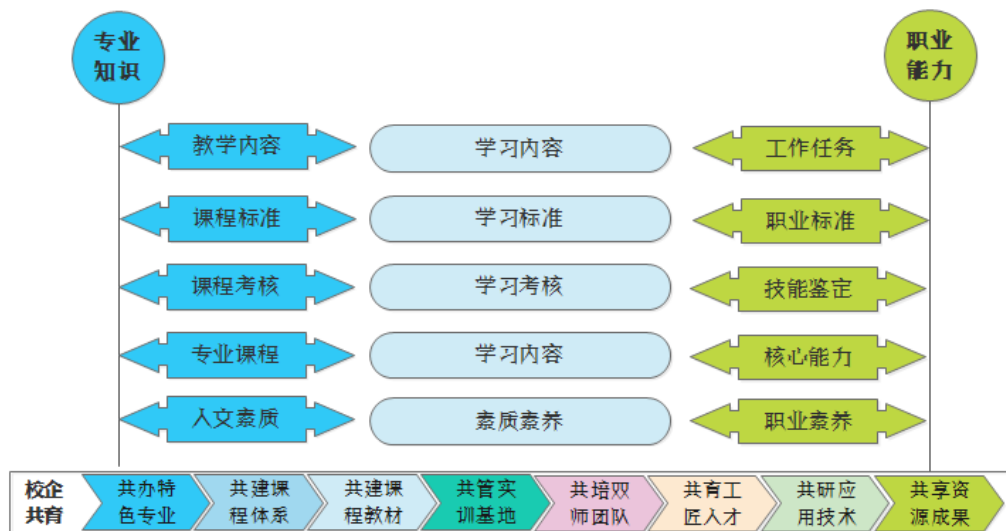 专业
知识
职业
能力
教学内容
学习内容
工作任务
课程标准
学习标准
职业标准
课程考核
学习考核
技能鉴定
专业课程
学习内容
核心能力
人文素质
素质素养
职业素养
校企
共育
共办特
色专业
共建课
程体系
共建课
程教材
共管实
训基地
共培双
师团队
共育工
匠人才
共研应
用技术
共享资
源成果